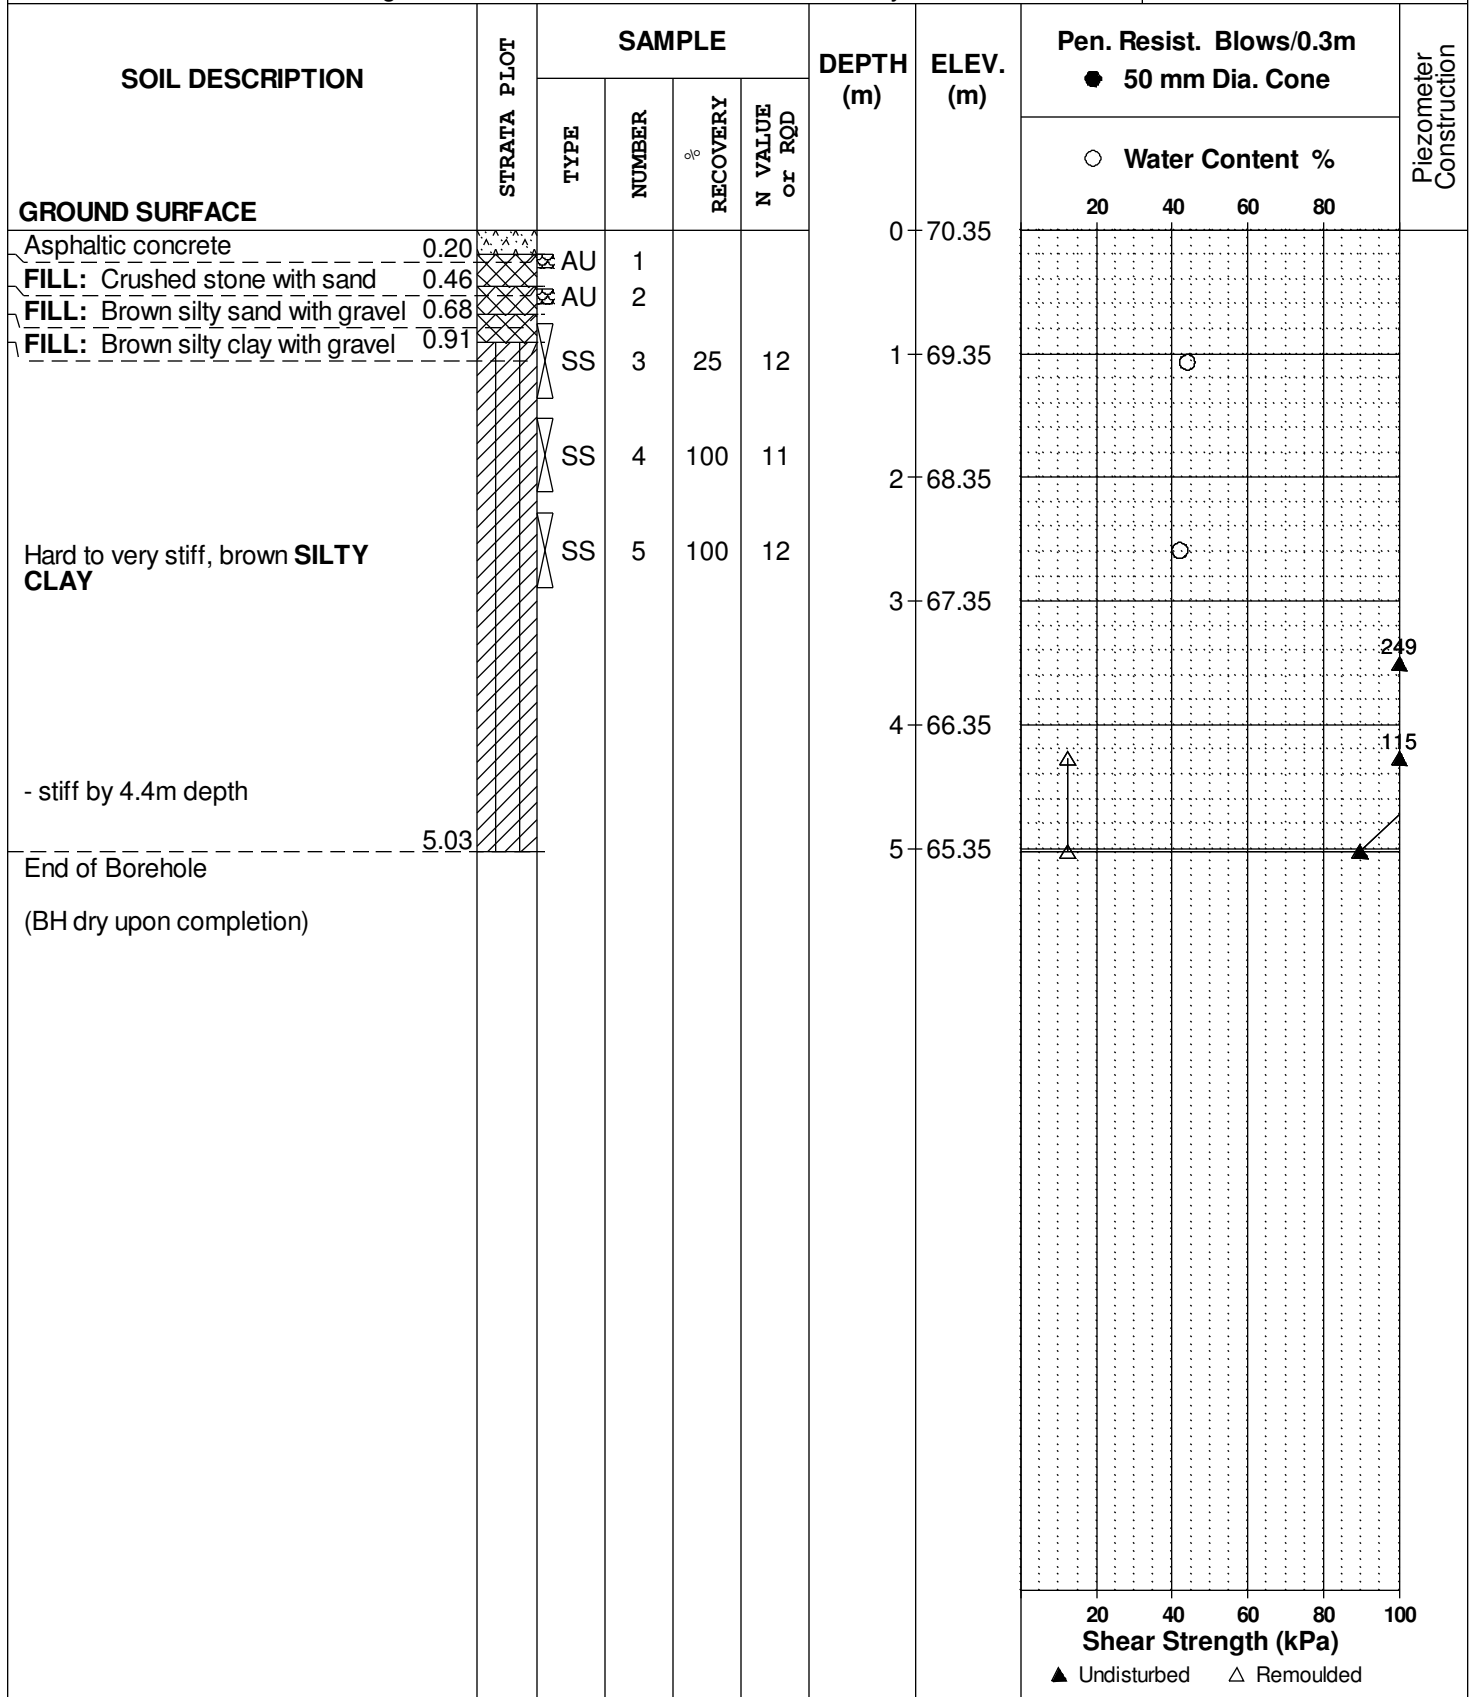 SOIL DESCRIPTION
GROUND SURFACE
STRATA PLOT
SAMPLE
TYPE
NUMBER
%
RECOVERY
N VALUE
or RQD
DEPTH
(m)
ELEV.
(m)
Pen. Resist. Blows/0.3m
● 50 mm Dia. Cone
○ Water Content %
20 40 60 80
Piezometer
Construction
0 70.35
Asphaltic concrete 0.20
AU 1
FILL: Crushed stone with sand 0.46
AU 2
FILL: Brown silty sand with gravel 0.68
FILL: Brown silty clay with gravel 0.91
SS 3 25 12
1 69.35
SS 4 100 11
2 68.35
SS 5 100 12
Hard to very stiff, brown SILTY
CLAY
3 67.35
249
4 66.35
115
- stiff by 4.4m depth
5.03
5 65.35
End of Borehole
(BH dry upon completion)
20 40 60 80 100
Shear Strength (kPa)
▲ Undisturbed △ Remoulded